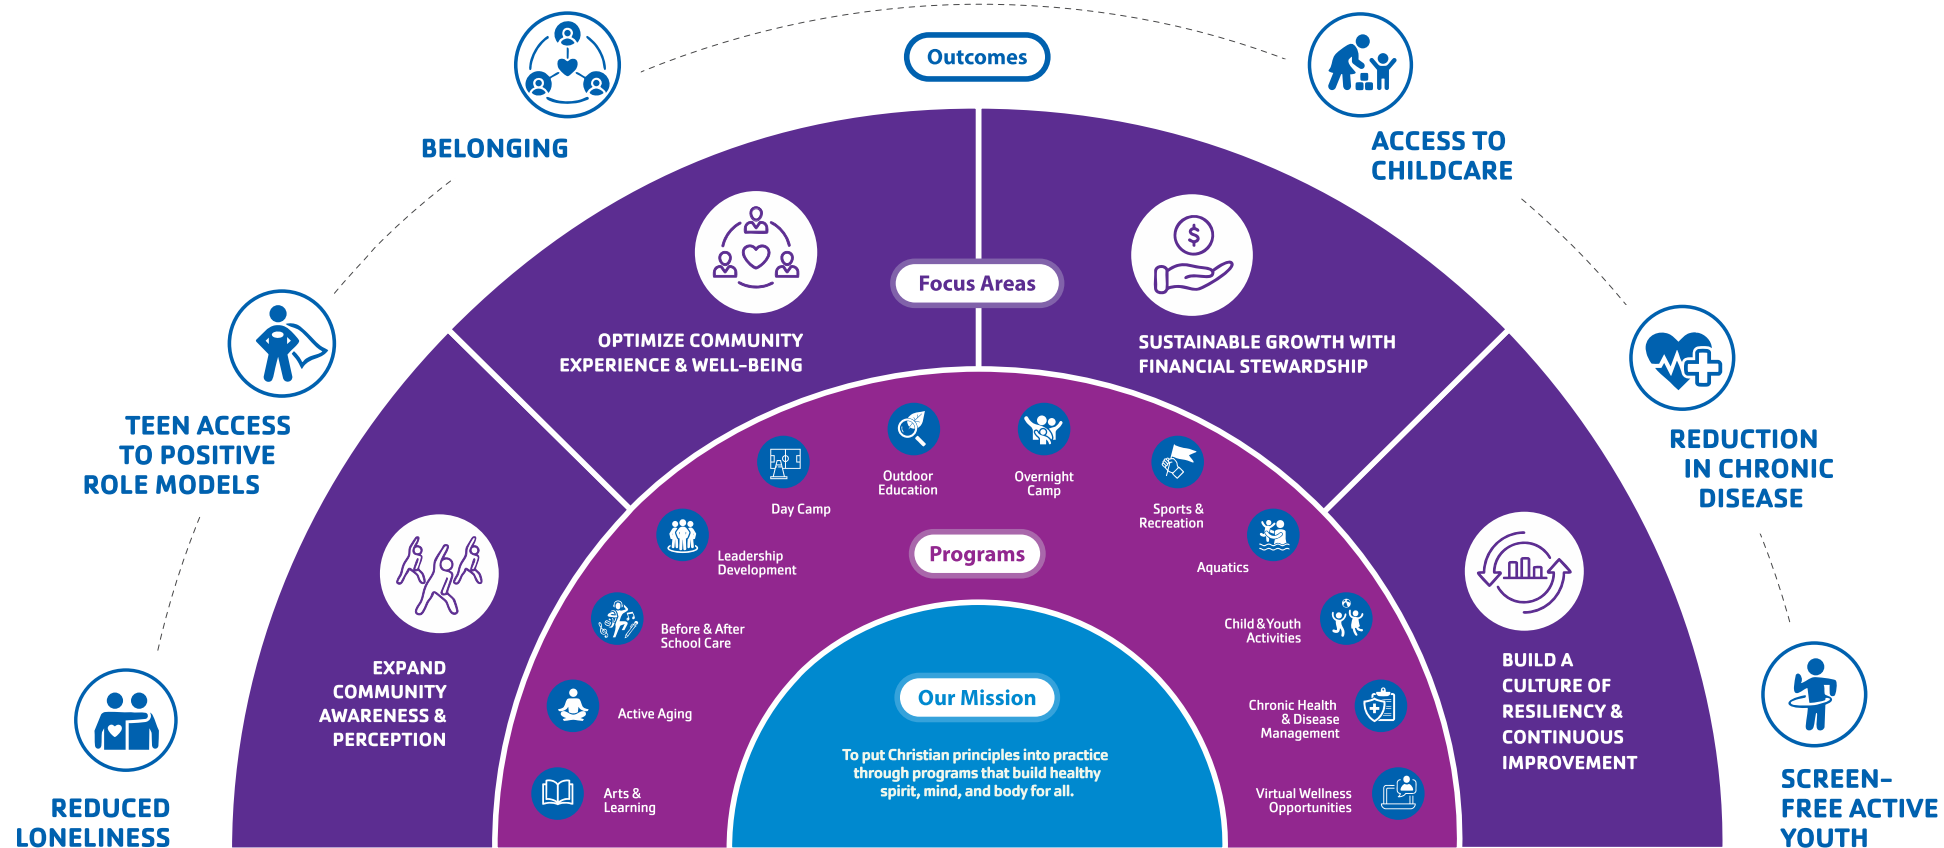 Outcomes
BELONGING
ACCESS TO
CHILDCARE
TEEN ACCESS
TO POSITIVE
ROLE MODELS
REDUCTION
IN CHRONIC
DISEASE
REDUCED
LONELINESS
SCREEN-
FREE ACTIVE
YOUTH
Focus Areas
OPTIMIZE COMMUNITY
EXPERIENCE & WELL-BEING
SUSTAINABLE GROWTH WITH
FINANCIAL STEWARDSHIP
EXPAND
COMMUNITY
AWARENESS &
PERCEPTION
BUILD A
CULTURE OF
RESILIENCY &
CONTINUOUS
IMPROVEMENT
Programs
Arts &
Learning
Active Aging
Before & After
School Care
Leadership
Development
Day Camp
Outdoor
Education
Overnight
Camp
Sports &
Recreation
Aquatics
Child & Youth
Activities
Chronic Health
& Disease
Management
Virtual Wellness
Opportunities
Our Mission
To put Christian principles into practice
through programs that build healthy
spirit, mind, and body for all.
$